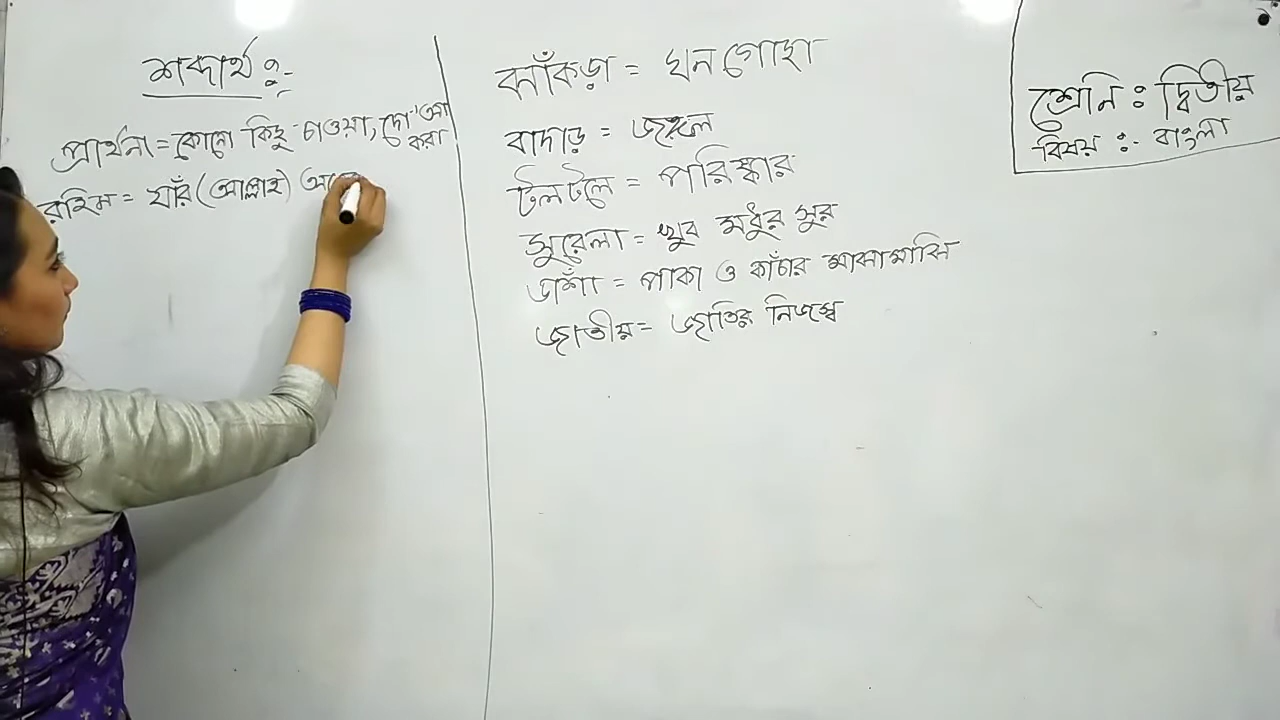 শব্দার্থঃ-
প্রার্থনা = কোনো কিছু চাওয়া, দো'আ
করা
রহিম = যাঁর (আল্লাহ)
ঝাঁকড়া = ঘন গোছা
বাদাড় = জঙ্গল
টলটলে = পরিস্কার
সুরেলা = খুব মধুর সুর
ডাশাঁ = পাকা ও কাঁচার মাঝামাঝি
জাতীয় = জাতির নিজস্ব
শ্রেনি ঃ দ্বিতীয়
বিষয় ঃ- বাংলা